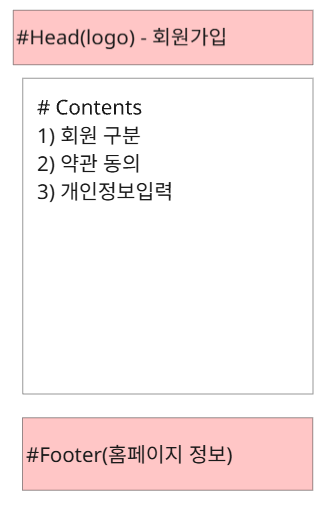 #Head(logo) - 회원가입
# Contents
1) 회원 구분
2) 약관 동의
3) 개인정보입력
#Footer(홈페이지 정보)